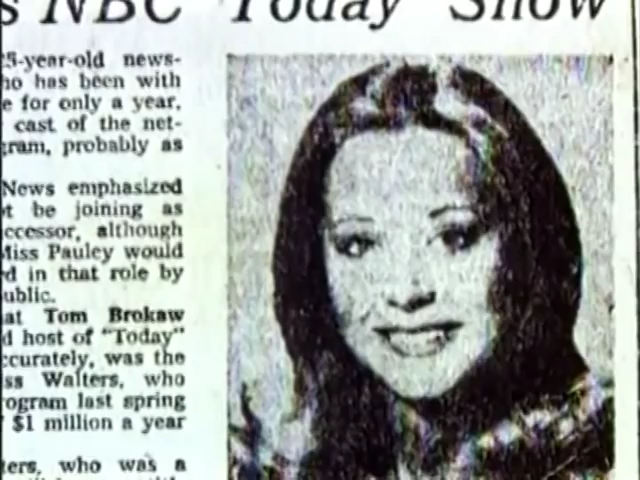 s NBC Today Show
25-year-old news-
ho has been with
e for only a year,
cast of the net-
gram, probably as
News emphasized
t be joining as
ccessor, although
Miss Pauley would
d in that role by
ublic.
at Tom Brokaw
d host of "Today"
ccurately, was the
ss Walters, who
ogram last spring
$1 million a year
ters, who was a